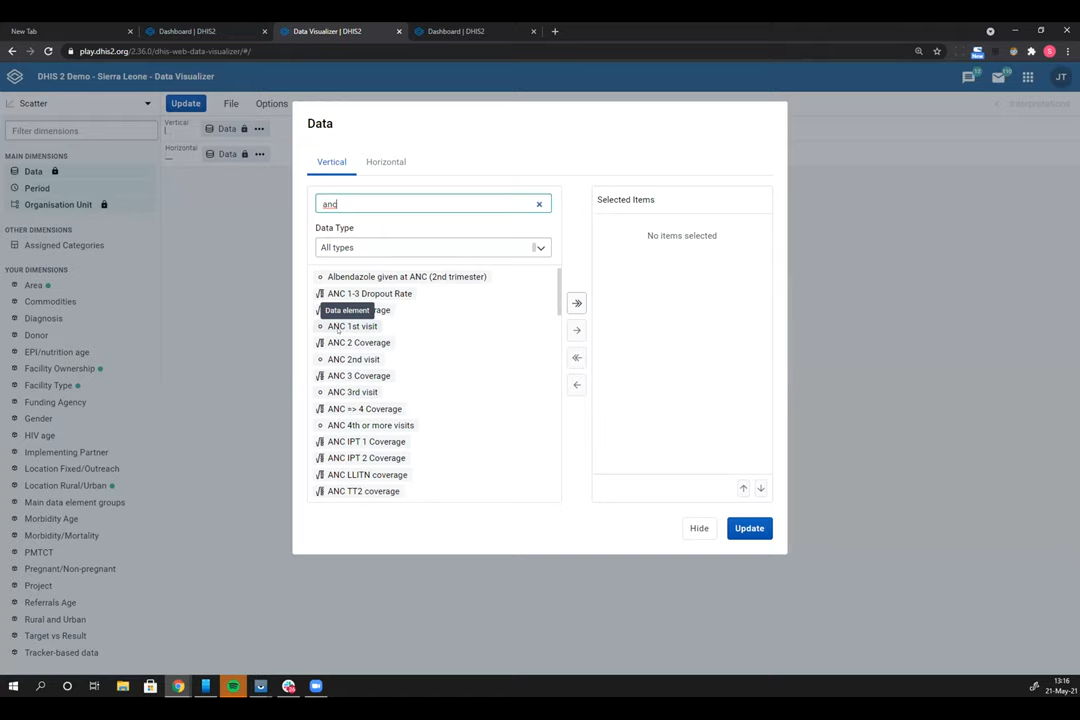 New Tab
Dashboard | DHIS2
Data Visualizer | DHIS2
Dashboard | DHIS2
play.dhis2.org/2.36.0/dhis-web-data-visualizer/#/
New
S
DHIS 2 Demo - Sierra Leone - Data Visualizer
JT
Scatter
Update
File
Options
Interpretations
Filter dimensions...
Vertical
Data
Horizontal
Data
MAIN DIMENSIONS
Data
Period
Organisation Unit
OTHER DIMENSIONS
Assigned Categories
YOUR DIMENSIONS
Area
Commodities
Diagnosis
Donor
EPI/nutrition age
Facility Ownership
Facility Type
Funding Agency
Gender
HIV age
Implementing Partner
Location Fixed/Outreach
Location Rural/Urban
Main data element groups
Morbidity Age
Morbidity/Mortality
PMTCT
Pregnant/Non-pregnant
Project
Referrals Age
Rural and Urban
Target vs Result
Tracker-based data
Data
Vertical
Horizontal
anc
Data Type
All types
Albendazole given at ANC (2nd trimester)
ANC 1-3 Dropout Rate
Data element
ANC 1st visit
ANC 2 Coverage
ANC 2nd visit
ANC 3 Coverage
ANC 3rd visit
ANC => 4 Coverage
ANC 4th or more visits
ANC IPT 1 Coverage
ANC IPT 2 Coverage
ANC LLITN coverage
ANC TT2 coverage
Selected Items
No items selected
Hide
Update
13:16
21-May-21